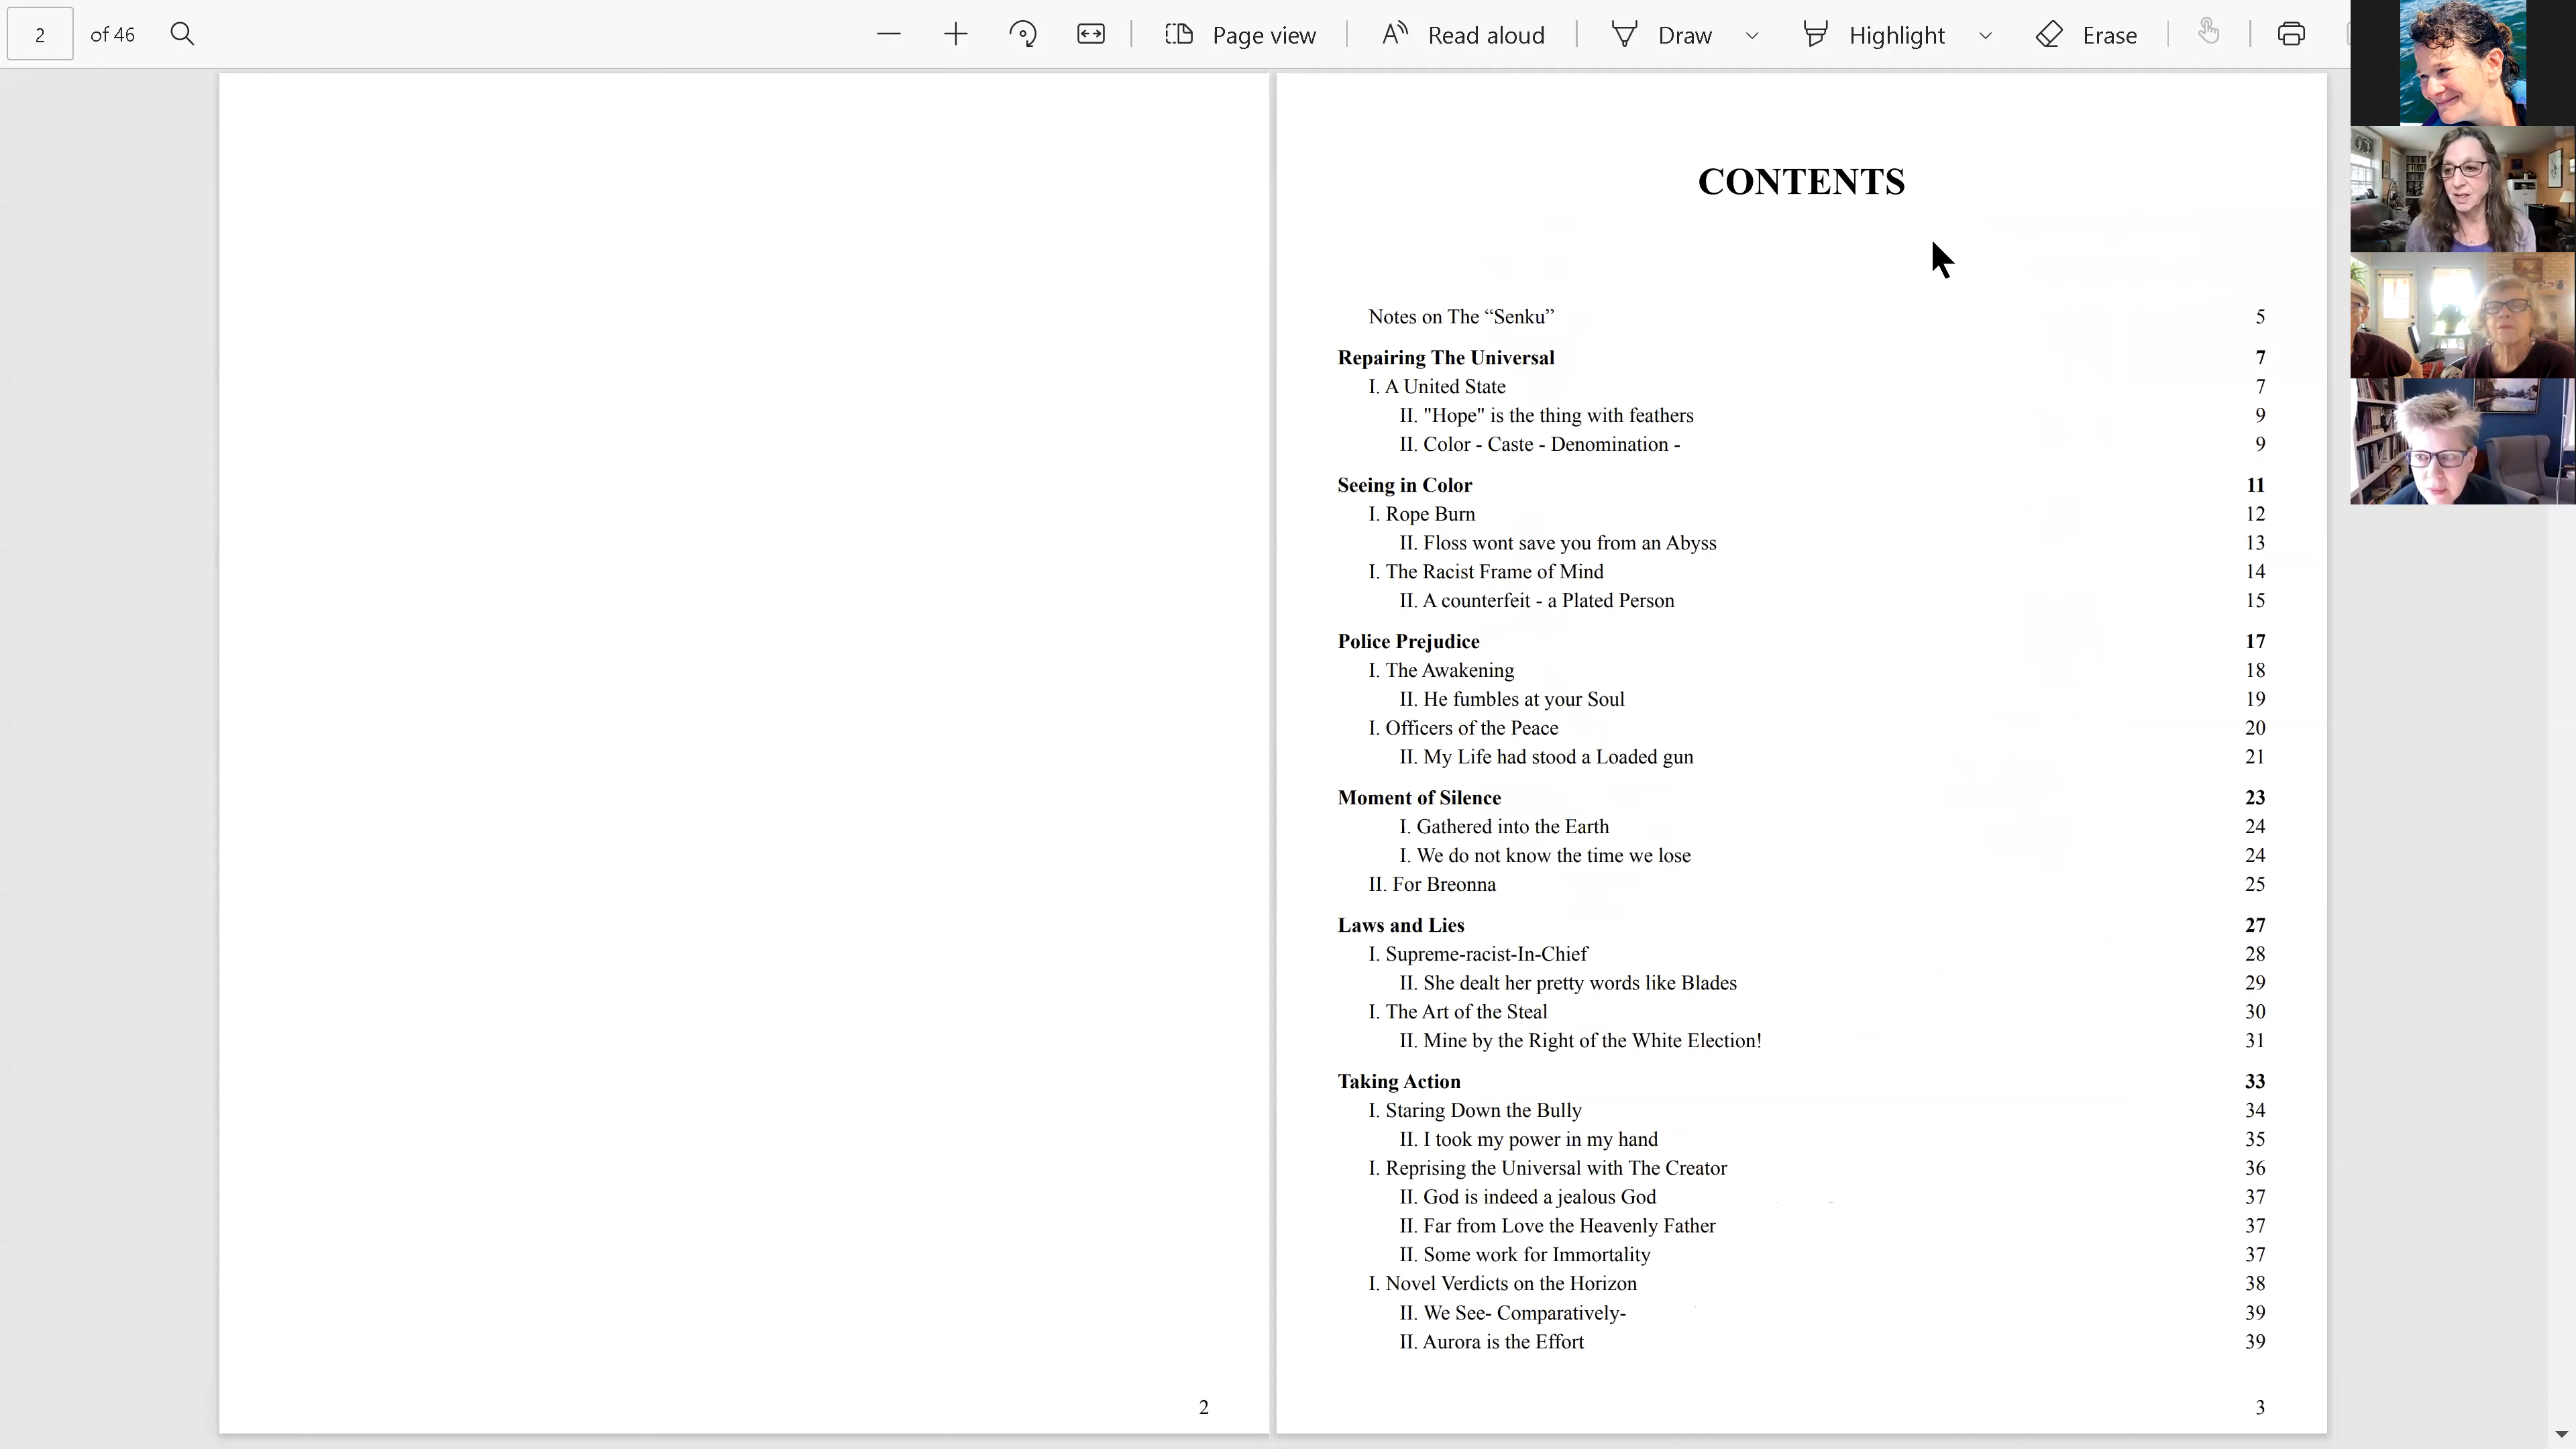 2 of 46 Page view Read aloud Draw Highlight Erase
CONTENTS
Notes on The “Senku” 5
Repairing The Universal 7
I. A United State 7
II. "Hope" is the thing with feathers 9
II. Color - Caste - Denomination - 9
Seeing in Color 11
I. Rope Burn 12
II. Floss wont save you from an Abyss 13
I. The Racist Frame of Mind 14
II. A counterfeit - a Plated Person 15
Police Prejudice 17
I. The Awakening 18
II. He fumbles at your Soul 19
I. Officers of the Peace 20
II. My Life had stood a Loaded gun 21
Moment of Silence 23
I. Gathered into the Earth 24
I. We do not know the time we lose 24
II. For Breonna 25
Laws and Lies 27
I. Supreme-racist-In-Chief 28
II. She dealt her pretty words like Blades 29
I. The Art of the Steal 30
II. Mine by the Right of the White Election! 31
Taking Action 33
I. Staring Down the Bully 34
II. I took my power in my hand 35
I. Reprising the Universal with The Creator 36
II. God is indeed a jealous God 37
II. Far from Love the Heavenly Father 37
II. Some work for Immortality 37
I. Novel Verdicts on the Horizon 38
II. We See- Comparatively- 39
II. Aurora is the Effort 39
2
3